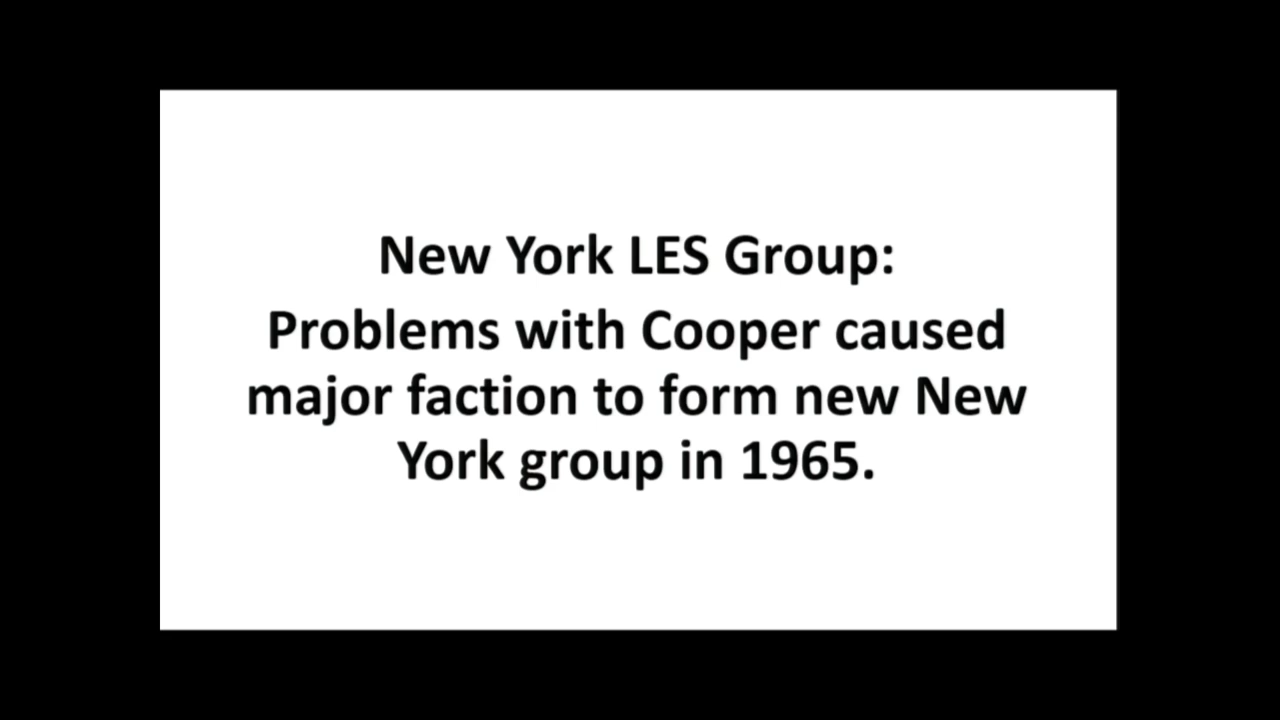 New York LES Group:
Problems with Cooper caused
major faction to form new New
York group in 1965.